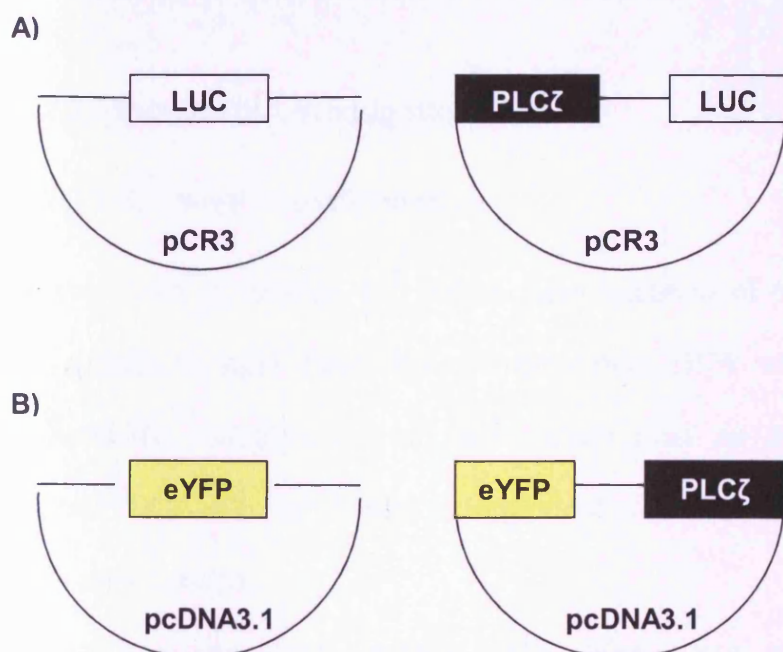 A)
LUC
PLCζ
LUC
pCR3
pCR3
B)
eYFP
eYFP
PLCζ
pcDNA3.1
pcDNA3.1